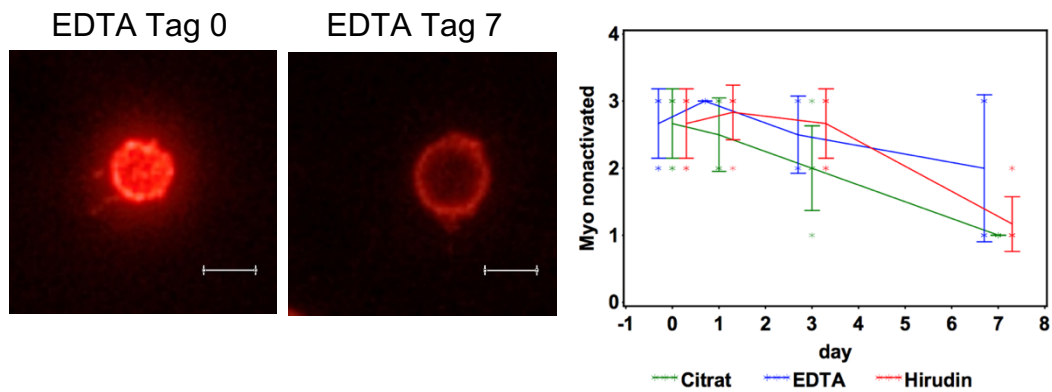 EDTA Tag 0
EDTA Tag 7
Myo nonactivated
4
3
2
1
0
-1 0 1 2 3 4 5 6 7 8
day
Citrat EDTA Hirudin